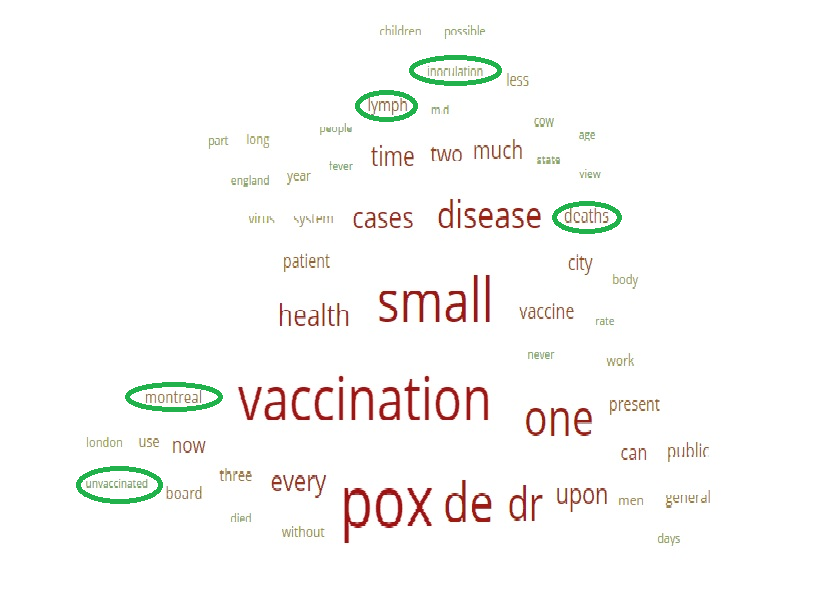 children possible
inoculation less
lymph md
people cow age
part long time two much state
fever view
england year
virus system cases disease deaths
patient city
body
health small vaccine
rate
never work
montreal vaccination one present
london use now can public
unvaccinated board three every pox de dr upon men general
died without days